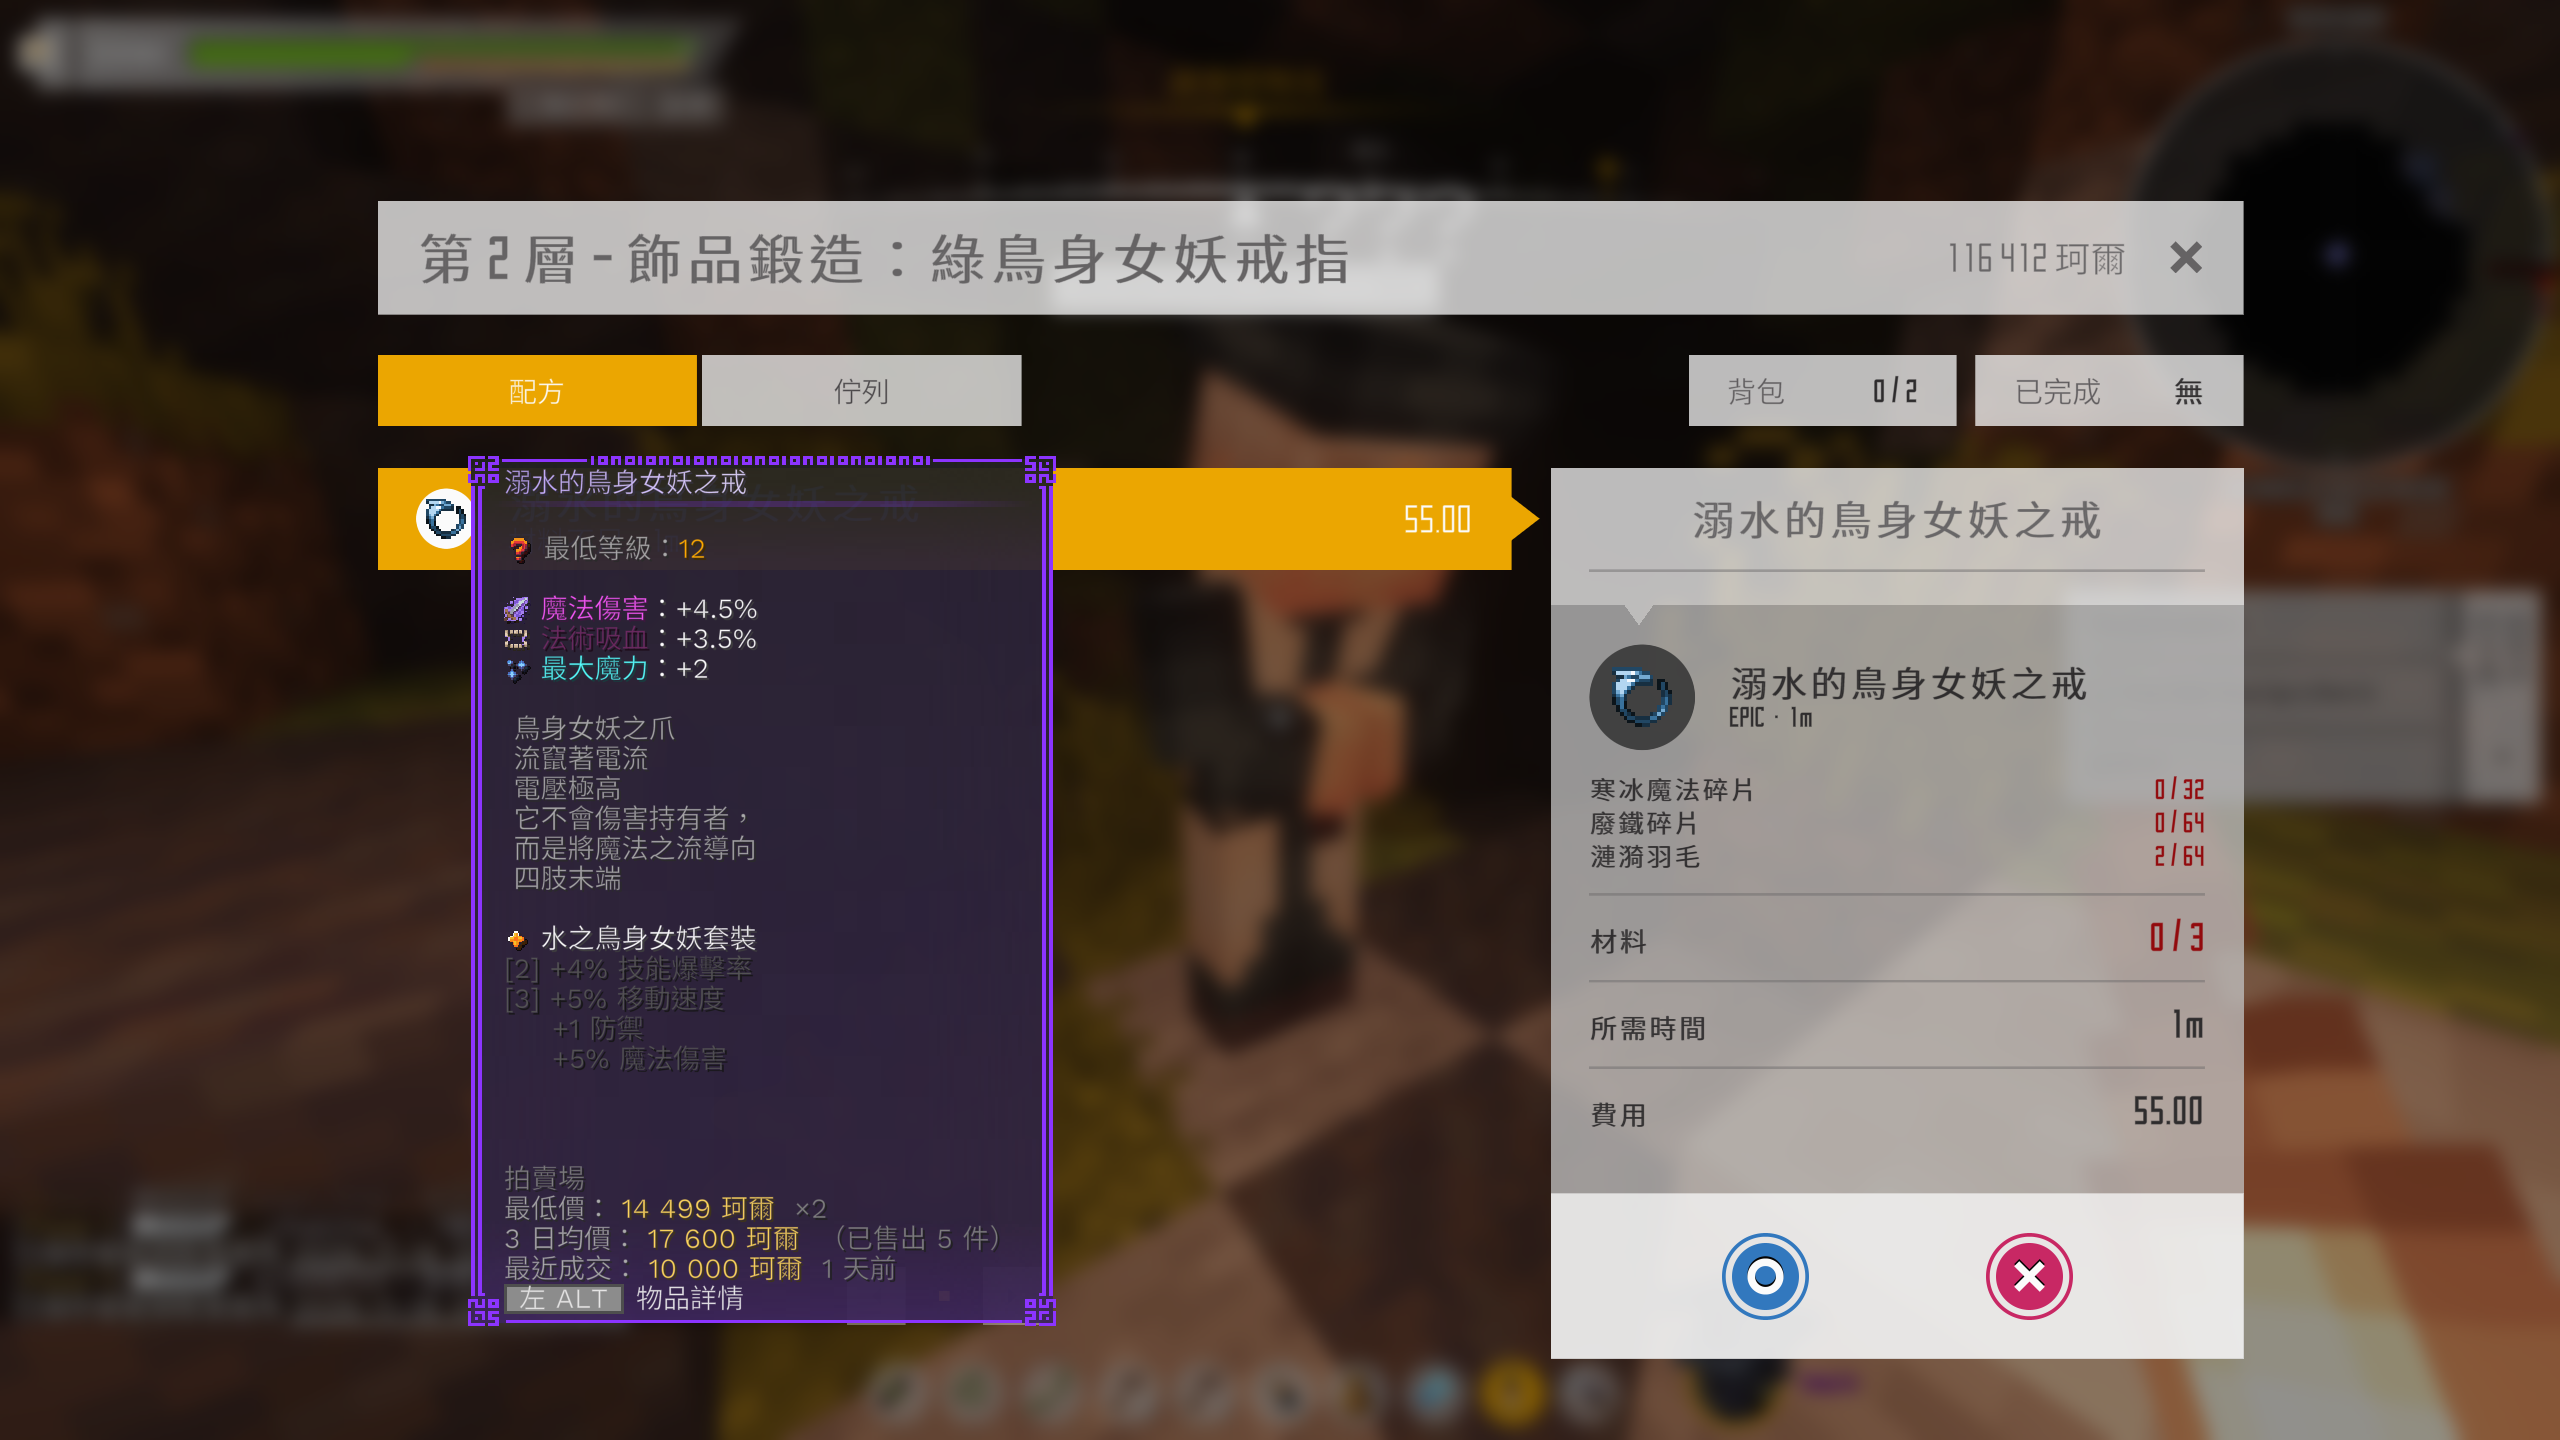 第2層-飾品鍛造：綠鳥身女妖戒指
116 412 珂爾
配方
佇列
背包 0/2
已完成 無
55.00
溺水的鳥身女妖之戒
最低等級：12
魔法傷害：+4.5%
法術吸血：+3.5%
最大魔力：+2
鳥身女妖之爪
流竄著電流
電壓極高
它不會傷害持有者，
而是將魔法之流導向
四肢末端
水之鳥身女妖套裝
[2] +4% 技能爆擊率
[3] +5% 移動速度
+1 防禦
+5% 魔法傷害
拍賣場
最低價： 14 499 珂爾 ×2
3 日均價： 17 600 珂爾 （已售出 5 件）
最近成交： 10 000 珂爾 1 天前
左 ALT 物品詳情
溺水的鳥身女妖之戒
溺水的鳥身女妖之戒
EPIC · 1m
寒冰魔法碎片 0/32
廢鐵碎片 0/64
漣漪羽毛 2/64
材料 0/3
所需時間 1m
費用 55.00